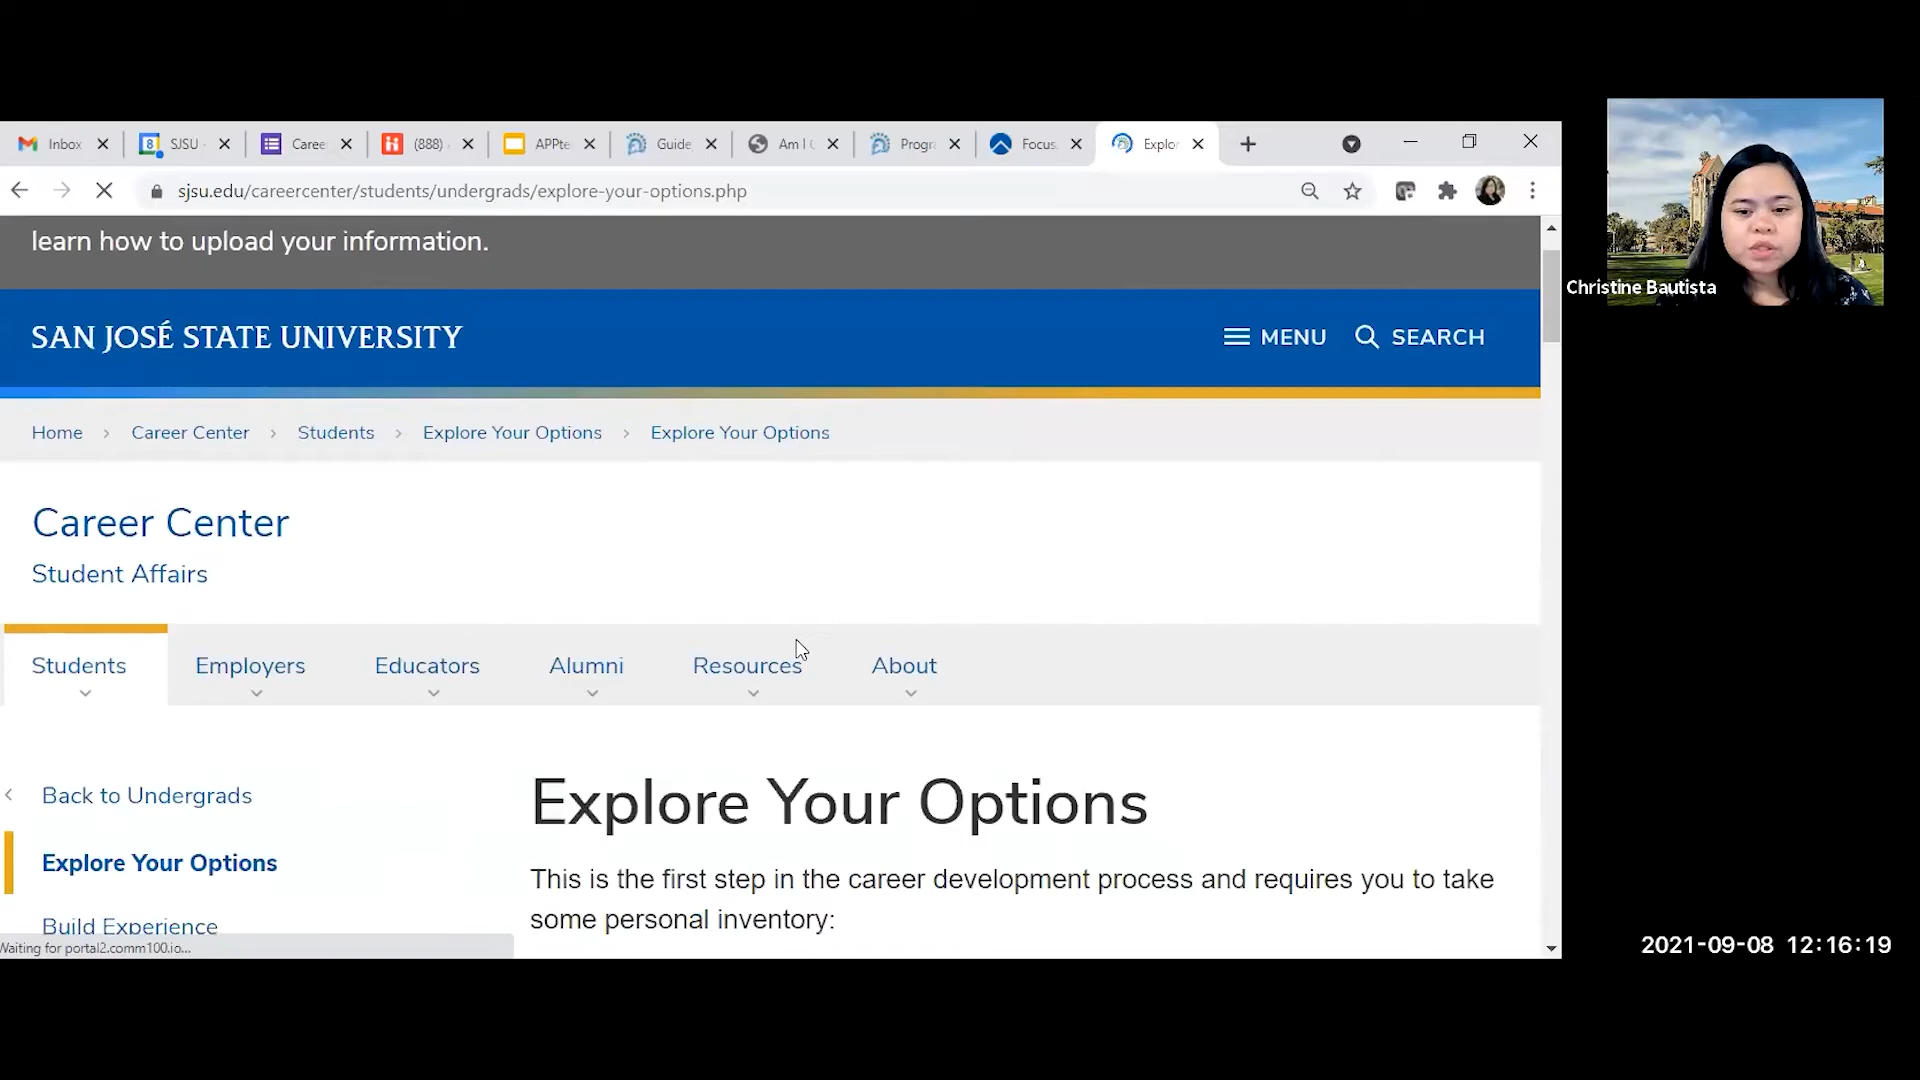 Inbox
SJSU
Caree
(888)
APPte
Guide
Am I
Progr
Focus
Explor
sjsu.edu/careercenter/students/undergrads/explore-your-options.php
learn how to upload your information.
SAN JOSÉ STATE UNIVERSITY
MENU
SEARCH
Home
Career Center
Students
Explore Your Options
Explore Your Options
Career Center
Student Affairs
Students
Employers
Educators
Alumni
Resources
About
Back to Undergrads
Explore Your Options
Build Experience
Explore Your Options
This is the first step in the career development process and requires you to take
some personal inventory:
Waiting for portal2.comm100.io...
Christine Bautista
2021-09-08 12:16:19